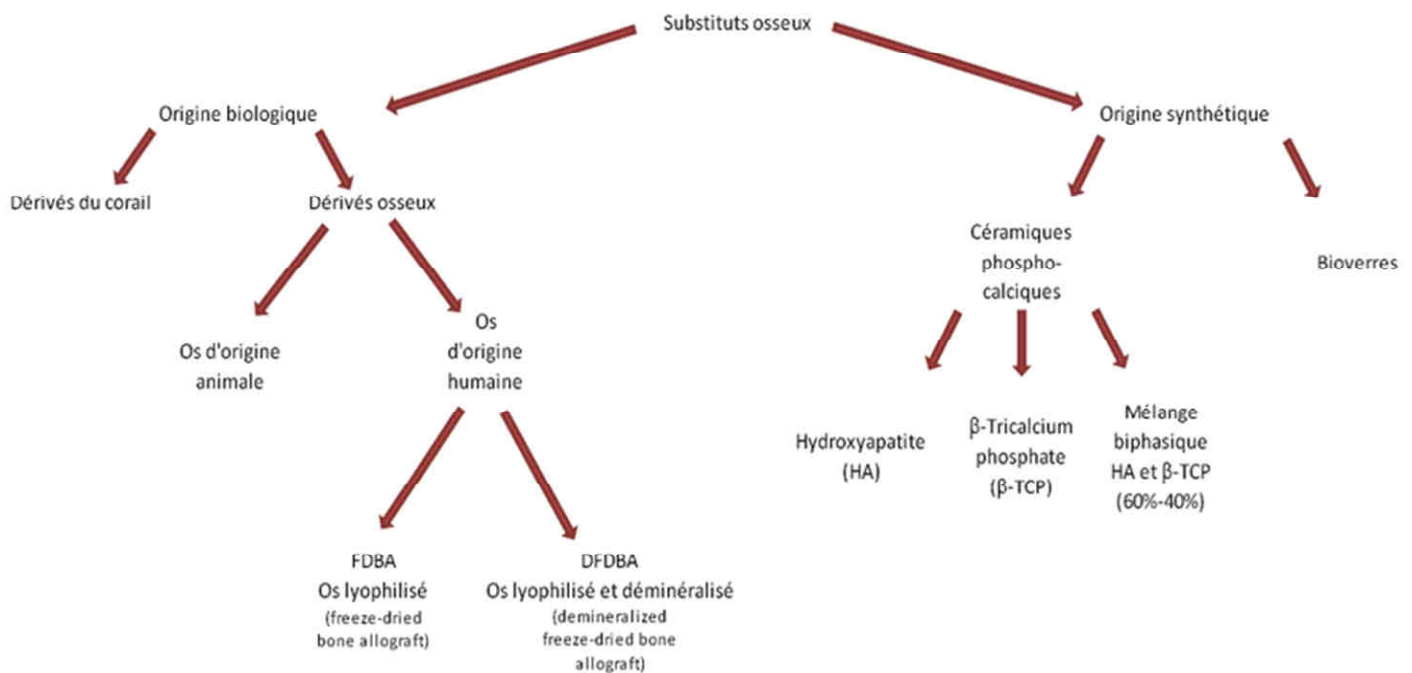 Substituts osseux
Origine biologique
Origine synthétique
Dérivés du corail
Dérivés osseux
Céramiques
phospho-
calciques
Bioverres
Os d'origine
animale
Os
d'origine
humaine
Hydroxyapatite
(HA)
β-Tricalcium
phosphate
(β-TCP)
Mélange
biphasique
HA et β-TCP
(60%-40%)
FDBA
Os lyophilisé
(freeze-dried
bone allograft)
DFDBA
Os lyophilisé et déminéralisé
(demineralized
freeze-dried bone
allograft)